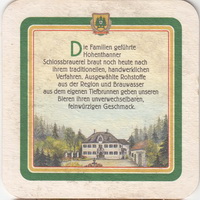 Die Familien geführte
Hohenthanner
Schlossbrauerei braut noch heute nach
ihrem traditionellen, handwerklichen
Verfahren. Ausgewählte Rohstoffe
aus der Region und Brauwasser
aus dem eigenen Tiefbrunnen geben unseren
Bieren ihren unverwechselbaren,
feinwürzigen Geschmack.